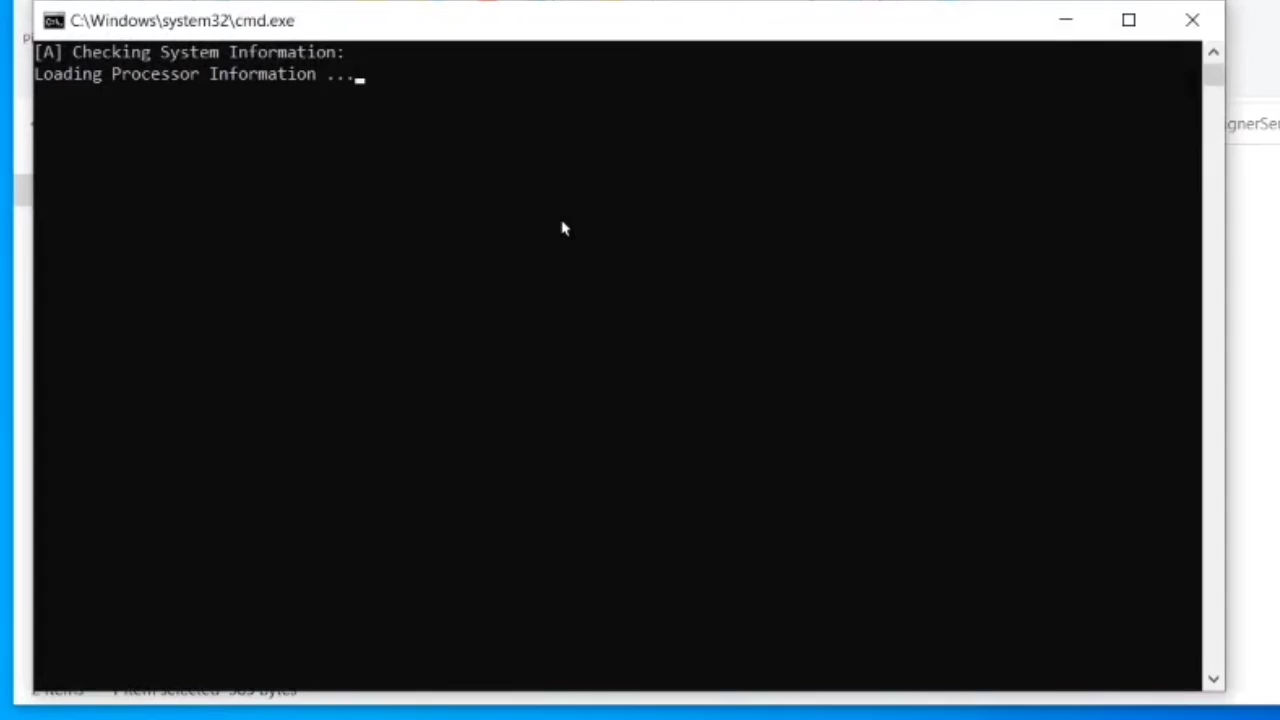 C:\Windows\system32\cmd.exe
[A] Checking System Information:
Loading Processor Information ...